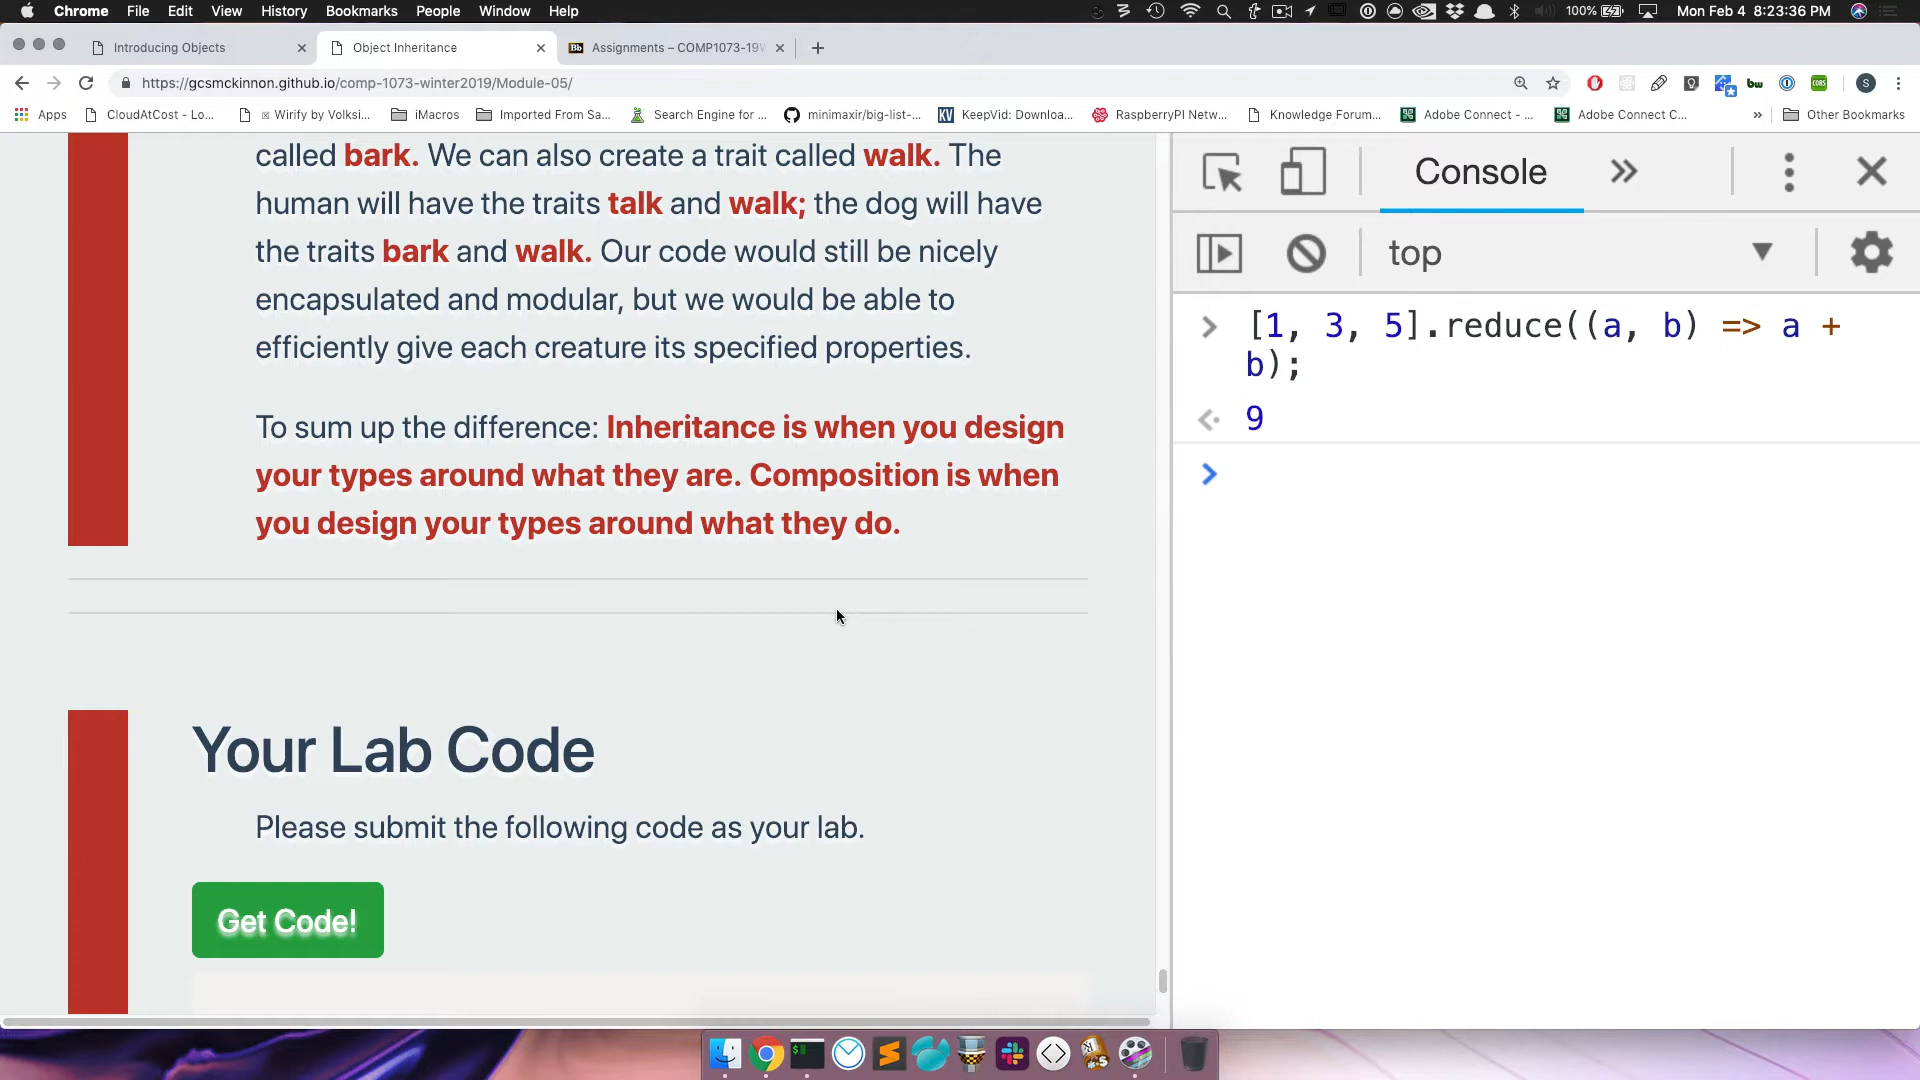 Chrome File Edit View History Bookmarks People Window Help 100% Mon Feb 4 8:23:36 PM
Introducing Objects Object Inheritance Bb Assignments – COMP1073-19W
https://gcsmckinnon.github.io/comp-1073-winter2019/Module-05/ S
Apps CloudAtCost - Lo... Wirify by Volksi... iMacros Imported From Sa... Search Engine for ... minimaxir/big-list-... KV KeepVid: Downloa... RaspberryPI Netw... Knowledge Forum... Adobe Connect - ... Adobe Connect C... » Other Bookmarks
called bark. We can also create a trait called walk. The
human will have the traits talk and walk; the dog will have
the traits bark and walk. Our code would still be nicely
encapsulated and modular, but we would be able to
efficiently give each creature its specified properties.
To sum up the difference: Inheritance is when you design
your types around what they are. Composition is when
you design your types around what they do.
Your Lab Code
Please submit the following code as your lab.
Get Code!
Console »
top
> [1, 3, 5].reduce((a, b) => a +
b);
9
>